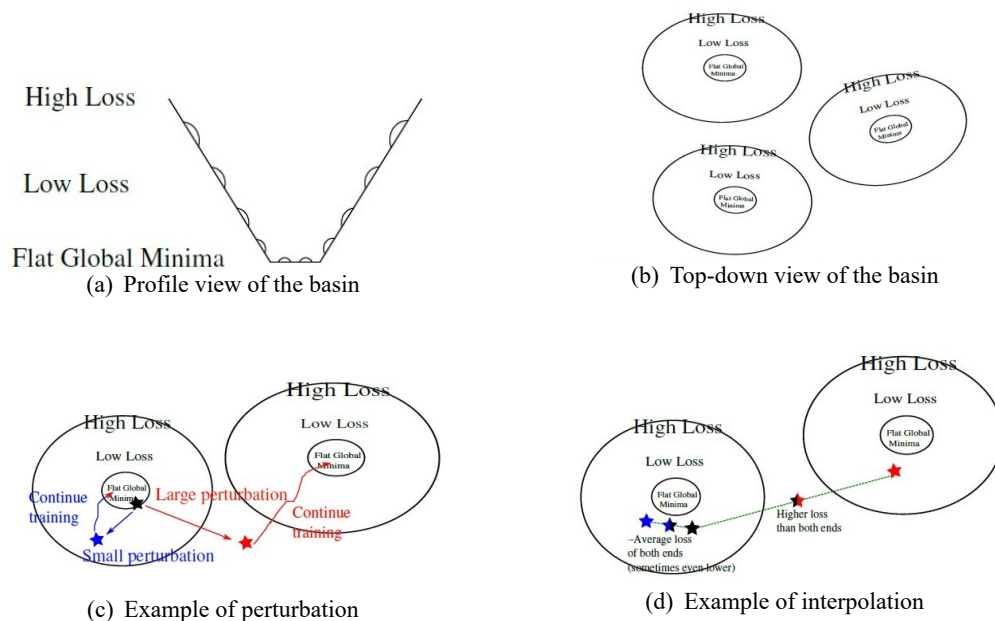 High Loss
Low Loss
Flat Global Minima
(a) Profile view of the basin
High Loss
Low Loss
Flat Global
Minima
High Loss
Low Loss
Flat Global
Minima
High Loss
Low Loss
Flat Global
Minima
(b) Top-down view of the basin
High Loss
Low Loss
Flat Global
Minima
Continue
training
Small perturbation
Large perturbation
Continue
training
High Loss
Low Loss
Flat Global
Minima
(c) Example of perturbation
High Loss
Low Loss
Flat Global
Minima
~Average loss
of both ends
(sometimes even lower)
Higher loss
than both ends
High Loss
Low Loss
Flat Global
Minima
(d) Example of interpolation